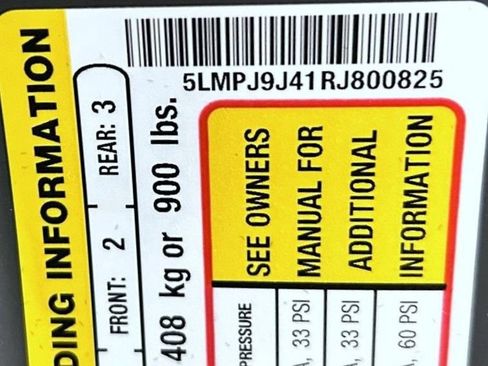 5LMPJ9J41RJ800825
DING INFORMATION
FRONT: 2 REAR: 3
408 kg or 900 lbs.
SEE OWNERS
MANUAL FOR
ADDITIONAL
INFORMATION
PRESSURE
33 PSI
33 PSI
60 PSI